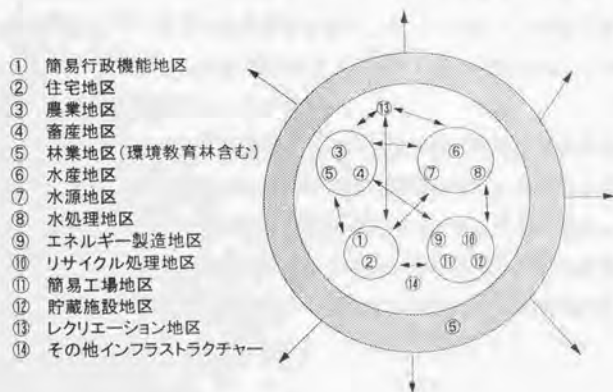 ① 簡易行政機能地区
② 住宅地区
③ 農業地区
④ 畜産地区
⑤ 林業地区(環境教育林含む)
⑥ 水産地区
⑦ 水源地区
⑧ 水処理地区
⑨ エネルギー製造地区
⑩ リサイクル処理地区
⑪ 簡易工場地区
⑫ 貯蔵施設地区
⑬ レクリエーション地区
⑭ その他インフラストラクチャー
⑬
③
⑤ ④
⑥
⑦ ⑧
①
②
⑨ ⑩
⑪ ⑫
⑭
⑤